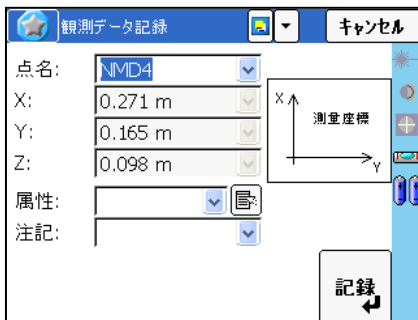 観測データ記録
キャンセル
点名: NMD4
X: 0.271 m
Y: 0.165 m
Z: 0.098 m
X
測量座標
Y
属性:
注記:
記録